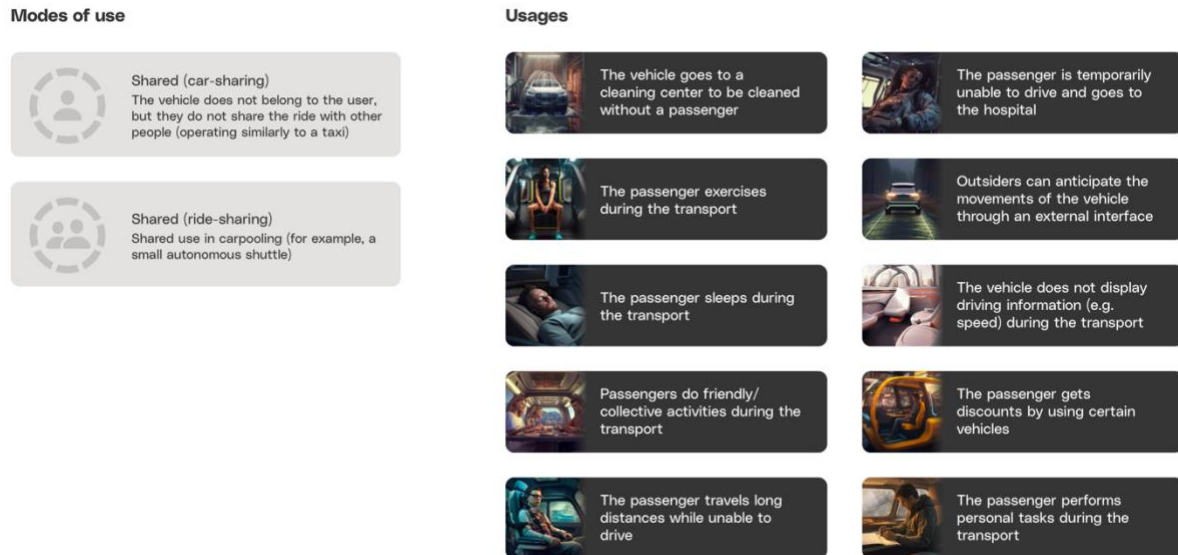 Modes of use
Shared (car-sharing)
The vehicle does not belong to the user,
but they do not share the ride with other
people (operating similarly to a taxi)
Shared (ride-sharing)
Shared use in carpooling (for example, a
small autonomous shuttle)
Usages
The vehicle goes to a
cleaning center to be cleaned
without a passenger
The passenger is temporarily
unable to drive and goes to
the hospital
The passenger exercises
during the transport
Outsiders can anticipate the
movements of the vehicle
through an external interface
The passenger sleeps during
the transport
The vehicle does not display
driving information (e.g.
speed) during the transport
Passengers do friendly/
collective activities during the
transport
The passenger gets
discounts by using certain
vehicles
The passenger travels long
distances while unable to
drive
The passenger performs
personal tasks during the
transport